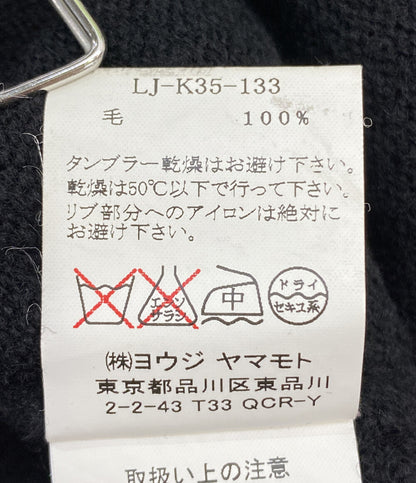 LJ-K35-133
毛 100%
タンブラー乾燥はお避け下さい。
乾燥は60℃以下で行って下さい。
リブ部分へのアイロンは絶対に
お避け下さい。
エンソ サラシ 中 ドライ セキユ系
(株)ヨウジ ヤマモト
東京都品川区東品川
2-2-43 T33 QCR-Y
取扱い上の注意